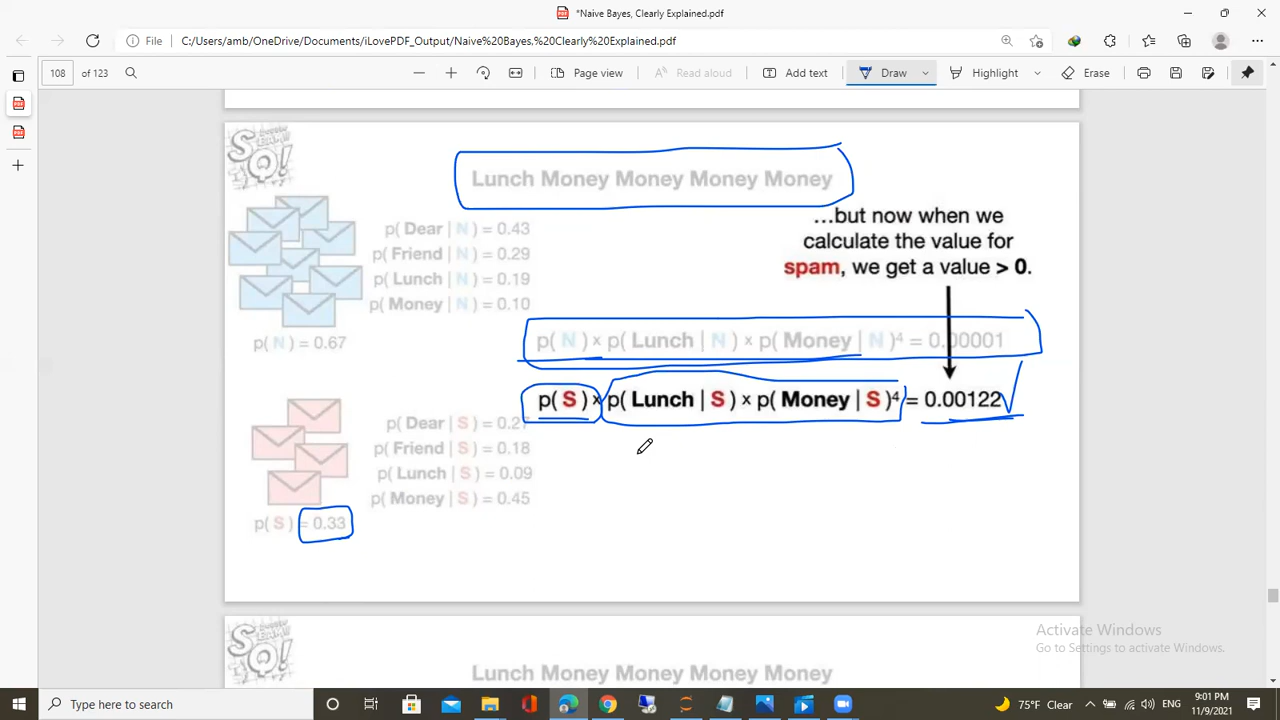 *Naive Bayes, Clearly Explained.pdf
File C:/Users/amb/OneDrive/Documents/iLovePDF_Output/Naive%20Bayes,%20Clearly%20Explained.pdf
108 of 123 Page view Read aloud Add text Draw Highlight Erase
SQ!
Lunch Money Money Money Money
...but now when we
calculate the value for
spam, we get a value > 0.
p( Dear | N ) = 0.43
p( Friend | N ) = 0.29
p( Lunch | N ) = 0.19
p( Money | N ) = 0.10
p( N ) = 0.67
p( N ) × p( Lunch | N ) × p( Money | N )⁴ = 0.00001
p( S ) × p( Lunch | S ) × p( Money | S )⁴ = 0.00122
p( Dear | S ) = 0.27
p( Friend | S ) = 0.18
p( Lunch | S ) = 0.09
p( Money | S ) = 0.45
p( S ) = 0.33
SQ!
Lunch Money Money Money Money
Activate Windows
Go to Settings to activate Windows.
Type here to search
75°F Clear
ENG
9:01 PM
11/9/2021